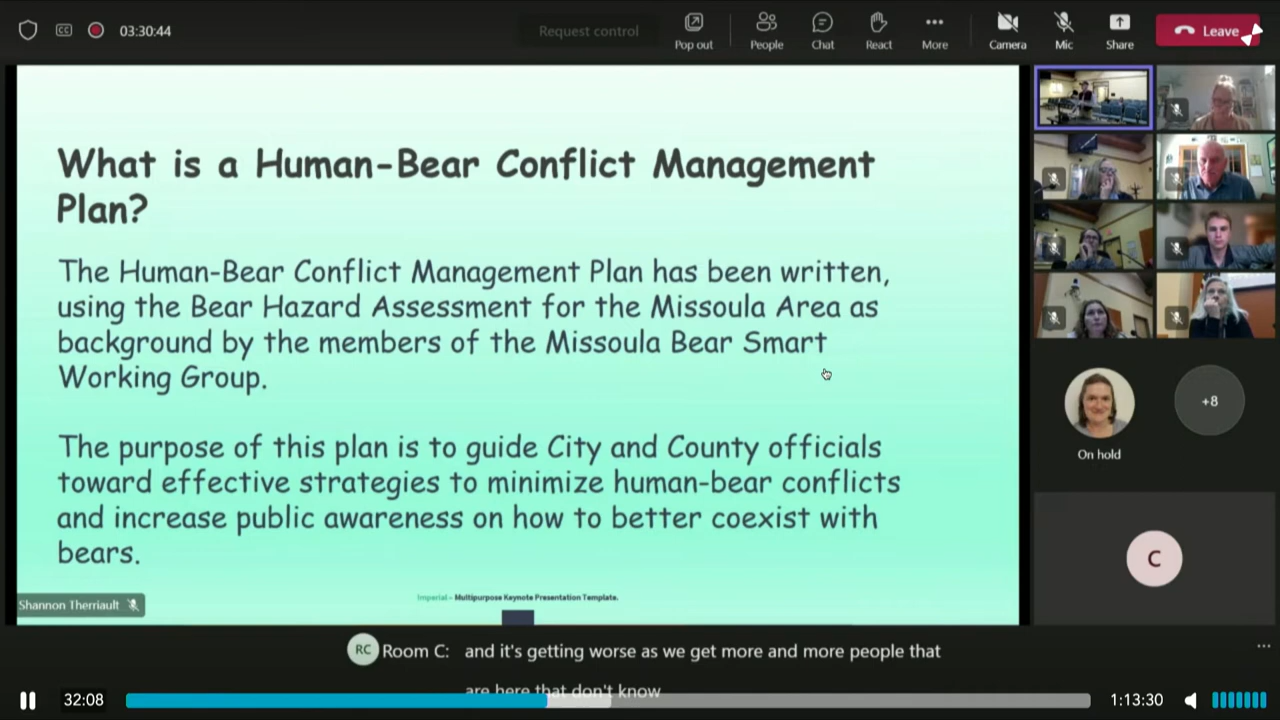 CC
03:30:44
Request control
Pop out
People
Chat
React
More
Camera
Mic
Share
Leave
What is a Human-Bear Conflict Management
Plan?
The Human-Bear Conflict Management Plan has been written,
using the Bear Hazard Assessment for the Missoula Area as
background by the members of the Missoula Bear Smart
Working Group.
The purpose of this plan is to guide City and County officials
toward effective strategies to minimize human-bear conflicts
and increase public awareness on how to better coexist with
bears.
Imperial - Multipurpose Keynote Presentation Template.
Shannon Therriault
+8
On hold
C
RC Room C: and it's getting worse as we get more and more people that
are here that don't know
32:08
1:13:30